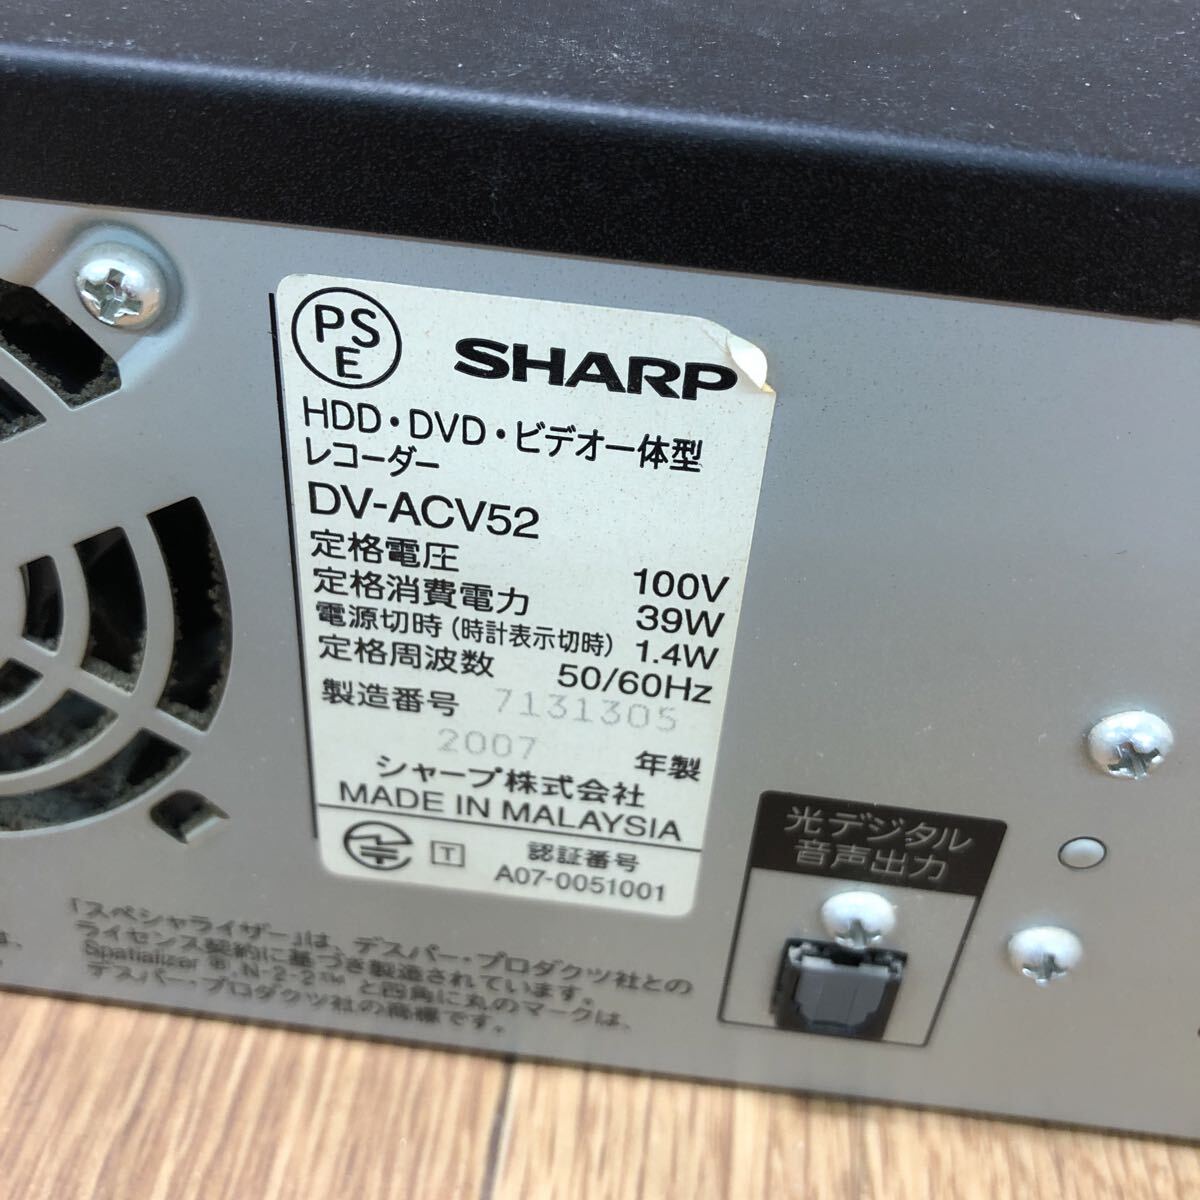 PS
E
SHARP
HDD・DVD・ビデオ一体型
レコーダー
DV-ACV52
定格電圧 100V
定格消費電力 39W
電源切時(時計表示切時) 1.4W
定格周波数 50/60Hz
製造番号 7131305
2007 年製
シャープ株式会社
MADE IN MALAYSIA
T 認証番号
A07-0051001
光デジタル
音声出力
「スペシャライザー」は、デスパー・プロダクツ社との
ライセンス契約に基づき製造されています。
Spatializer ®, N-2-2™ と四角に丸のマークは、
デスパー・プロダクツ社の商標です。